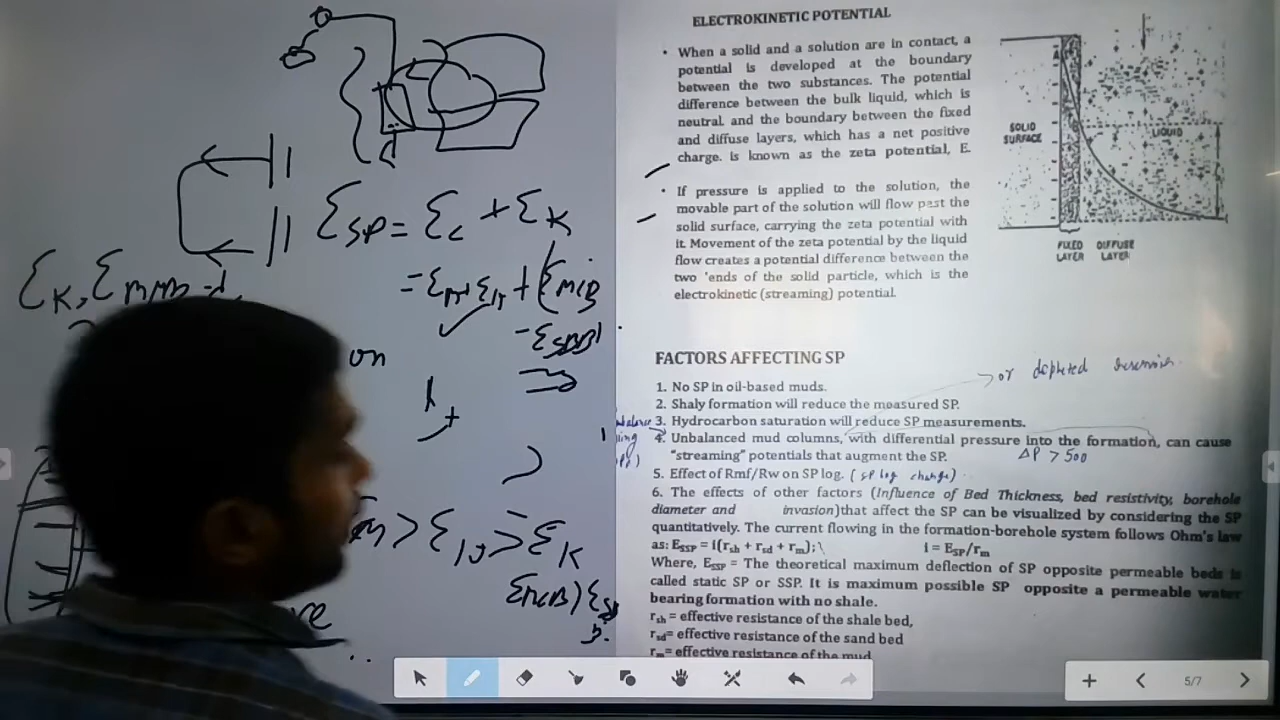 ELECTROKINETIC POTENTIAL
• When a solid and a solution are in contact, a
potential is developed at the boundary
between the two substances. The potential
difference between the bulk liquid, which is
neutral and the boundary between the fixed
and diffuse layers, which has a net positive
charge. is known as the zeta potential, E.
• If pressure is applied to the solution, the
movable part of the solution will flow past the
solid surface, carrying the zeta potential with
it. Movement of the zeta potential by the liquid
flow creates a potential difference between the
two 'ends of the solid particle, which is the
electrokinetic (streaming) potential.
SOLID
SURFACE
LIQUID
FIXED
LAYER
DIFFUSE
LAYER
FACTORS AFFECTING SP
or depleted
1. No SP in oil-based muds.
2. Shaly formation will reduce the measured SP.
3. Hydrocarbon saturation will reduce SP measurements.
4. Unbalanced mud columns, with differential pressure into the formation, can cause
"streaming" potentials that augment the SP.
ΔP > 500
5. Effect of Rmf/Rw on SP log. (SP log change)
6. The effects of other factors (Influence of Bed Thickness, bed resistivity, borehole
diameter and invasion)that affect the SP can be visualized by considering the SP
quantitatively. The current flowing in the formation-borehole system follows Ohm's law
as: ESSP = i(rsh + rsd + rm);
i = ESP/rm
Where, ESSP = The theoretical maximum deflection of SP opposite permeable beds is
called static SP or SSP. It is maximum possible SP opposite a permeable water
bearing formation with no shale.
rsh = effective resistance of the shale bed,
rsd= effective resistance of the sand bed
rm= effective resistance of the mud
ƐSP = Ɛc + ƐK
on
5/7